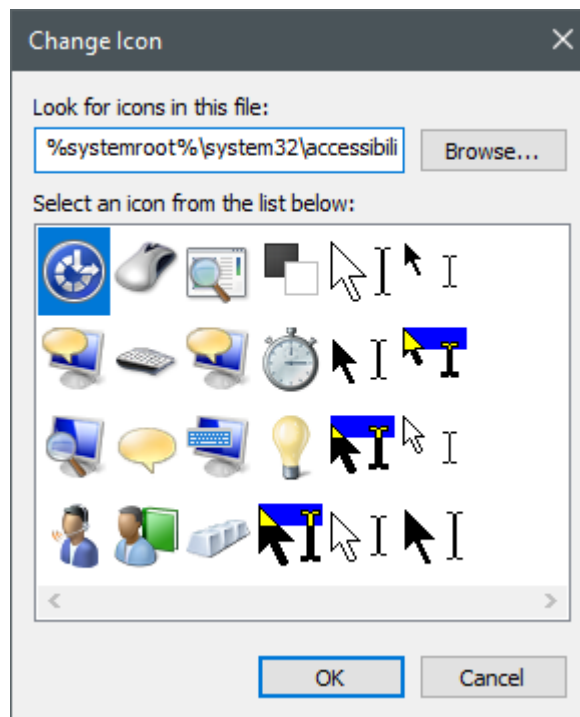 Change Icon
Look for icons in this file:
%systemroot%\system32\accessibili
Browse...
Select an icon from the list below:
OK
Cancel